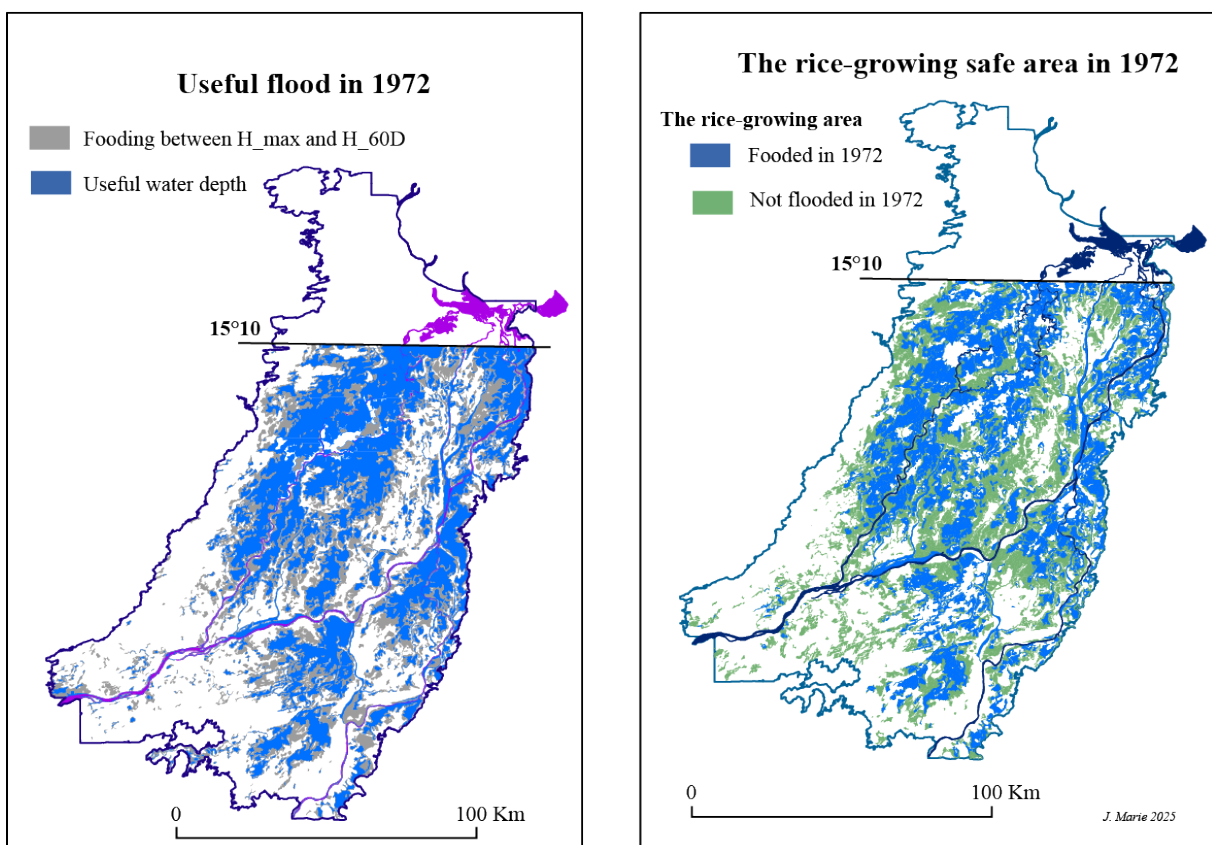 Useful flood in 1972
Fooding between H_max and H_60D
Useful water depth
15°10
0
100 Km
The rice-growing safe area in 1972
The rice-growing area
Fooded in 1972
Not flooded in 1972
15°10
0
100 Km
J. Marie 2025